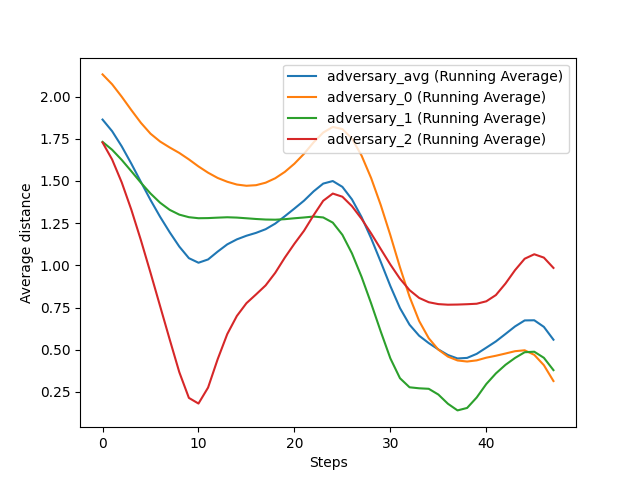 adversary_avg (Running Average)
adversary_0 (Running Average)
adversary_1 (Running Average)
adversary_2 (Running Average)
2.00
1.75
1.50
1.25
1.00
0.75
0.50
0.25
Average distance
0 10 20 30 40
Steps